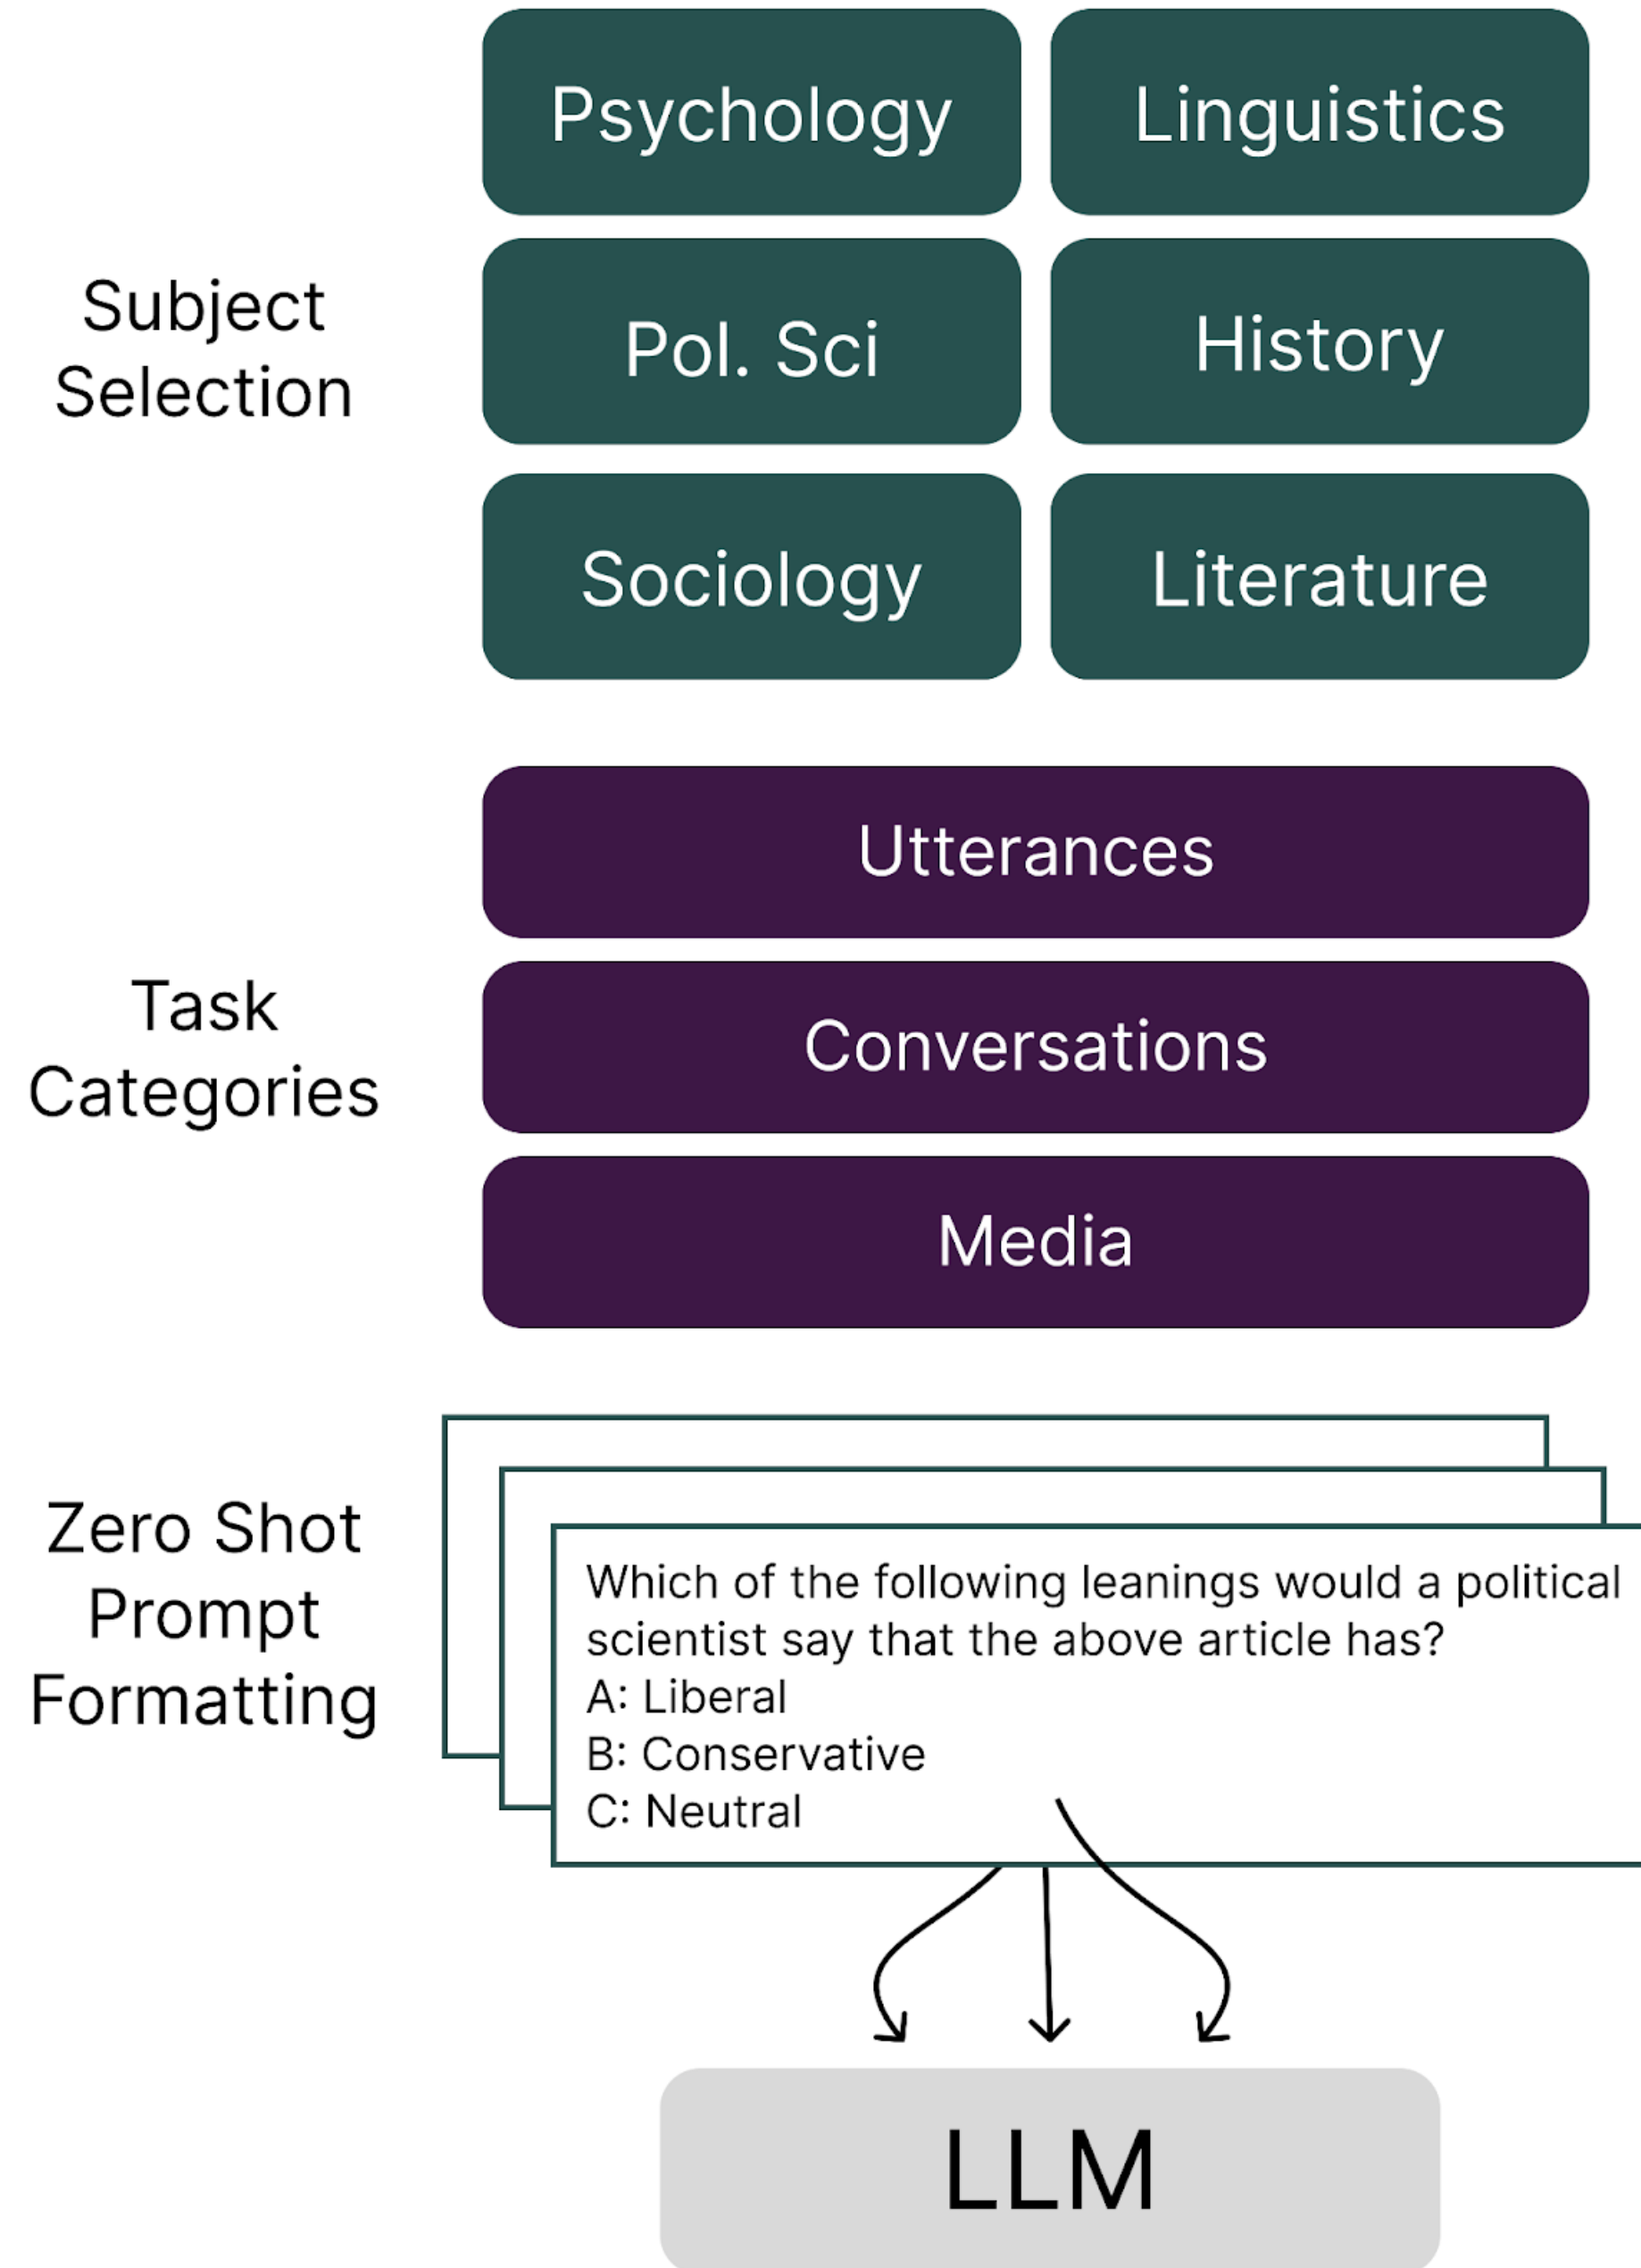 Psychology
Linguistics
Subject
Selection
Pol. Sci
History
Sociology
Literature
Utterances
Task
Categories
Conversations
Media
Zero Shot
Prompt
Formatting
Which of the following leanings would a political
scientist say that the above article has?
A: Liberal
B: Conservative
C: Neutral
LLM